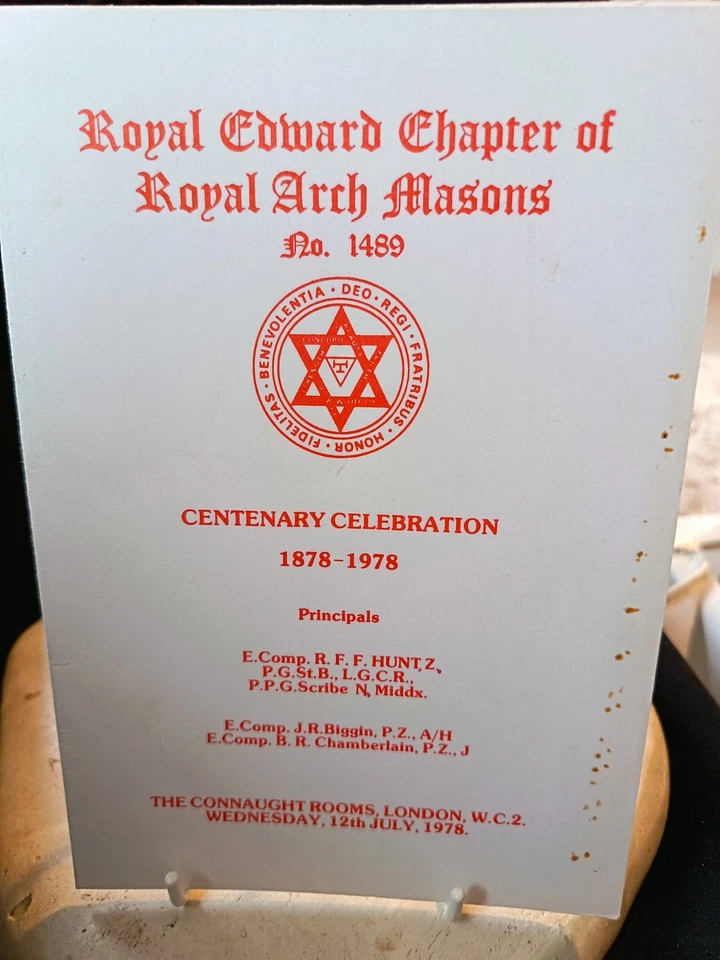 Royal Edward Chapter of
Royal Arch Masons
No. 1489
BENEVOLENTIA · DEO · REGI · FRATRIBUS · HONOR · FIDELITAS ·
CENTENARY CELEBRATION
1878-1978
Principals
E.Comp. R. F. F. HUNT, Z.
P.G.St.B., L.G.C.R.,
P.P.G.Scribe N, Middx.
E.Comp. J.R.Biggin, P.Z., A/H
E.Comp. B. R. Chamberlain, P.Z., J
THE CONNAUGHT ROOMS, LONDON, W.C.2.
WEDNESDAY, 12th JULY, 1978.